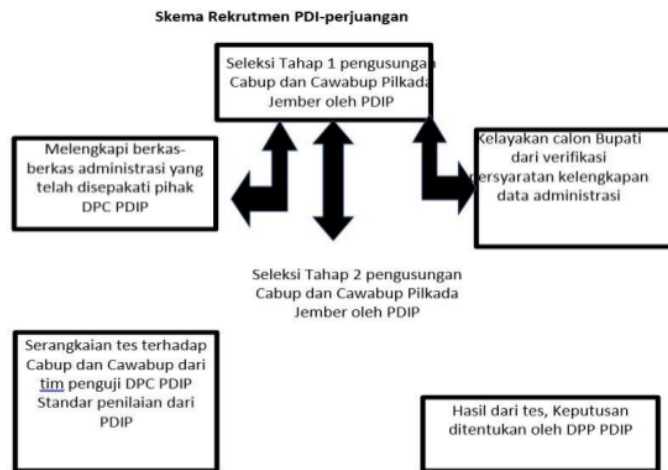 Skema Rekrutmen PDI-perjuangan
Seleksi Tahap 1 pengusungan
Cabup dan Cawabup Pilkada
Jember oleh PDIP
Melengkapi berkas-
berkas administrasi yang
telah disepakati pihak
DPC PDIP
Kelayakan calon Bupati
dari verifikasi
persyaratan kelengkapan
data administrasi
Seleksi Tahap 2 pengusungan
Cabup dan Cawabup Pilkada
Jember oleh PDIP
Serangkaian tes terhadap
Cabup dan Cawabup dari
tim penguji DPC PDIP
Standar penilaian dari
PDIP
Hasil dari tes, Keputusan
ditentukan oleh DPP PDIP